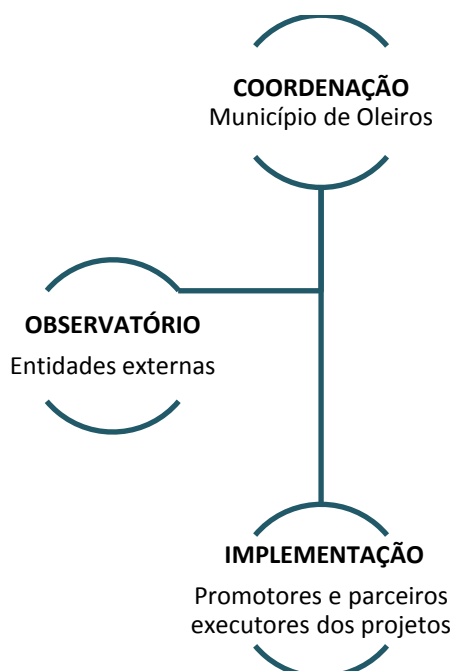 COORDENAÇÃO
Município de Oleiros
OBSERVATÓRIO
Entidades externas
IMPLEMENTAÇÃO
Promotores e parceiros
executores dos projetos